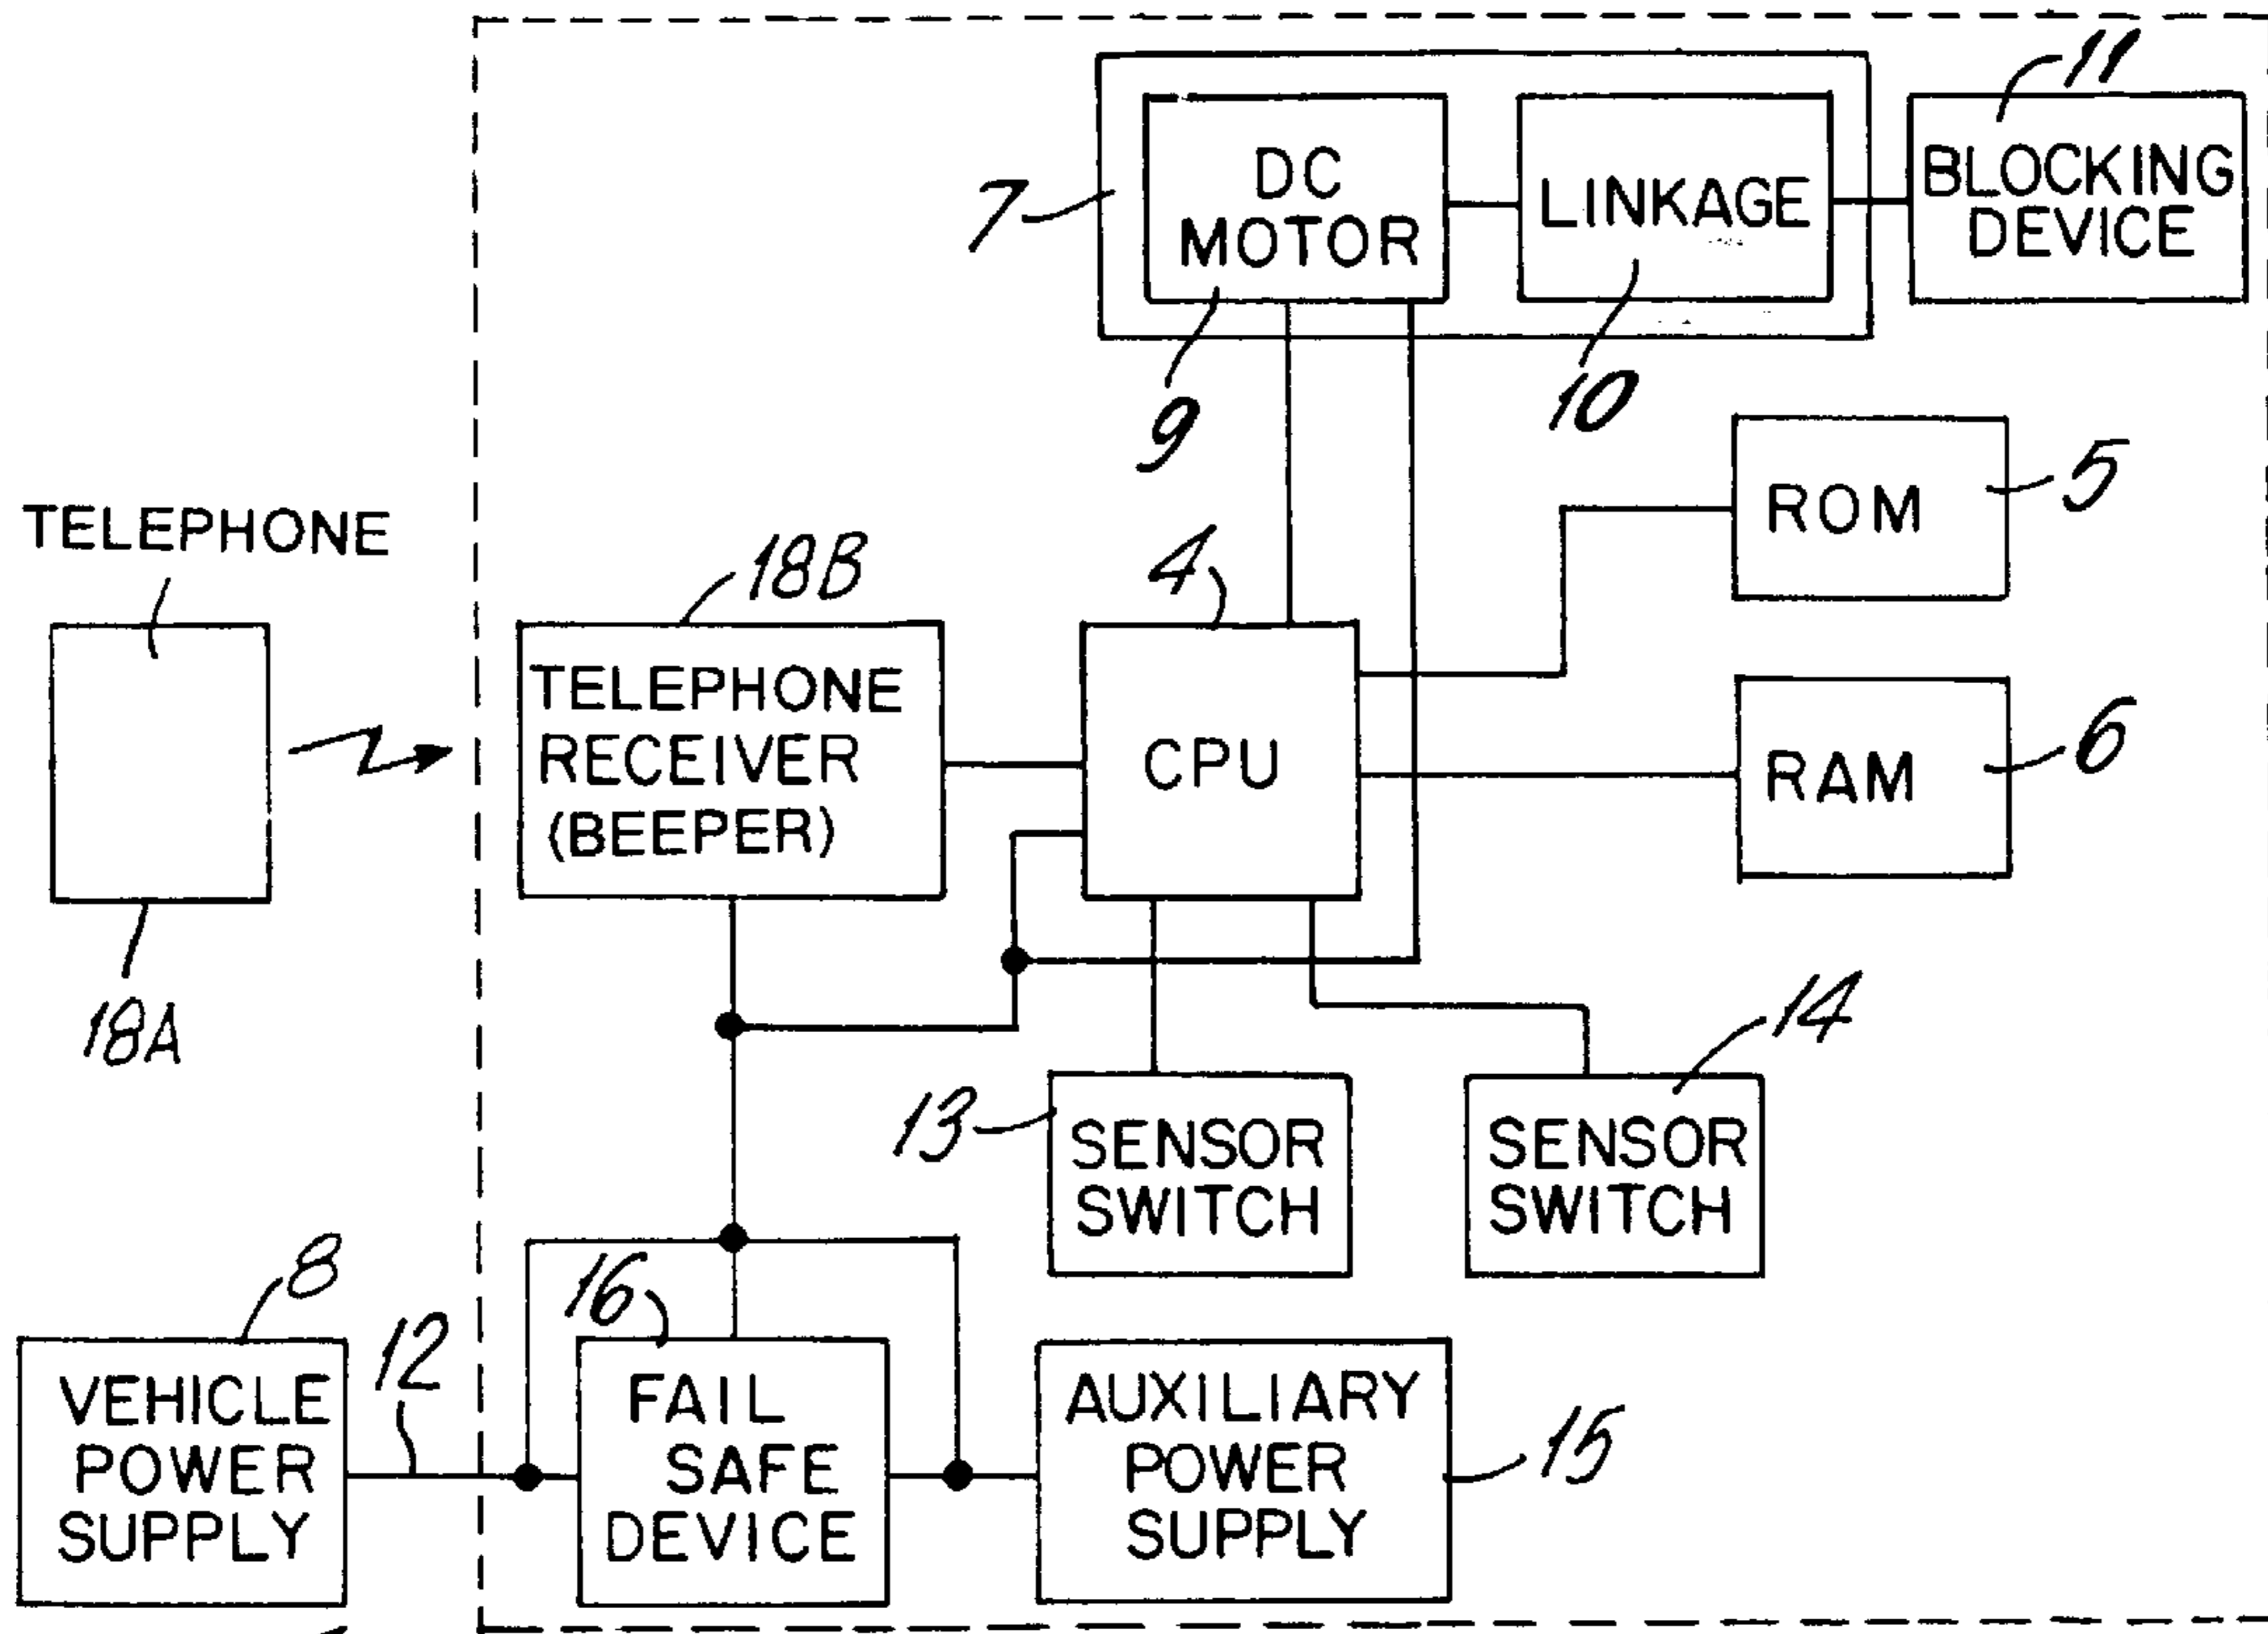 11
DC
MOTOR
LINKAGE
BLOCKING
DEVICE
7
9
10
5
ROM
TELEPHONE
18B
4
TELEPHONE
RECEIVER
(BEEPER)
CPU
RAM
6
18A
14
13
SENSOR
SWITCH
SENSOR
SWITCH
8
12
16
VEHICLE
POWER
SUPPLY
FAIL
SAFE
DEVICE
AUXILIARY
POWER
SUPPLY
15